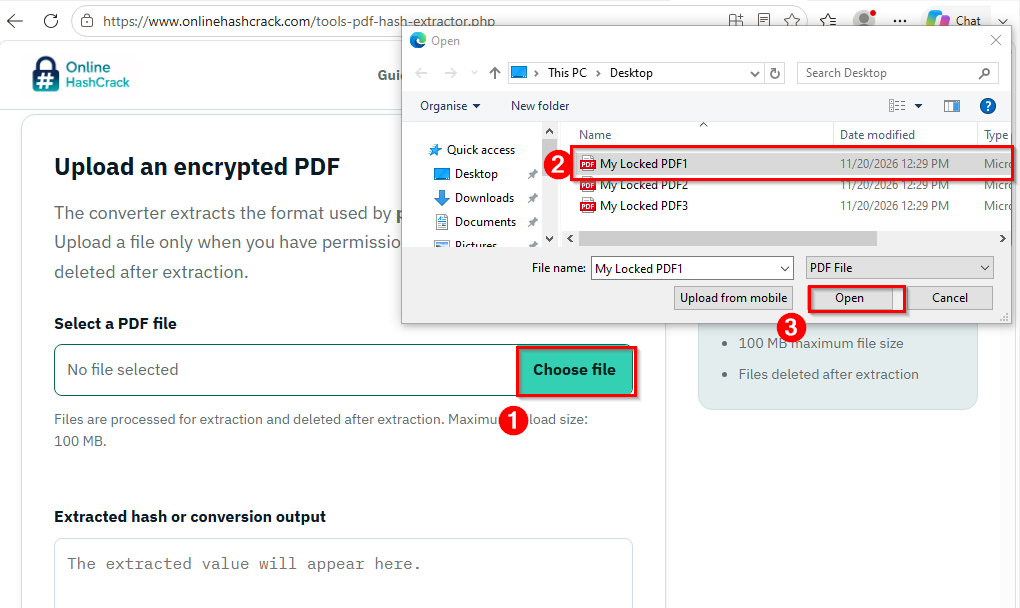 https://www.onlinehashcrack.com/tools-pdf-hash-extractor.php
Chat
Online
HashCrack
Open
This PC
Desktop
Search Desktop
Organise
New folder
?
Name
Date modified
Type
Quick access
Desktop
Downloads
Documents
Pictures
2
PDF My Locked PDF1 11/20/2026 12:29 PM
PDF My Locked PDF2 11/20/2026 12:29 PM
PDF My Locked PDF3 11/20/2026 12:29 PM
File name: My Locked PDF1 PDF File
Upload from mobile Open Cancel
3
Upload an encrypted PDF
The converter extracts the format used by
Upload a file only when you have
deleted after extraction.
Select a PDF file
No file selected
Choose file
1
Files are processed for extraction and deleted after extraction. size:
100 MB.
100 MB maximum file size
Files deleted after extraction
Extracted hash or conversion output
The extracted value will appear here.